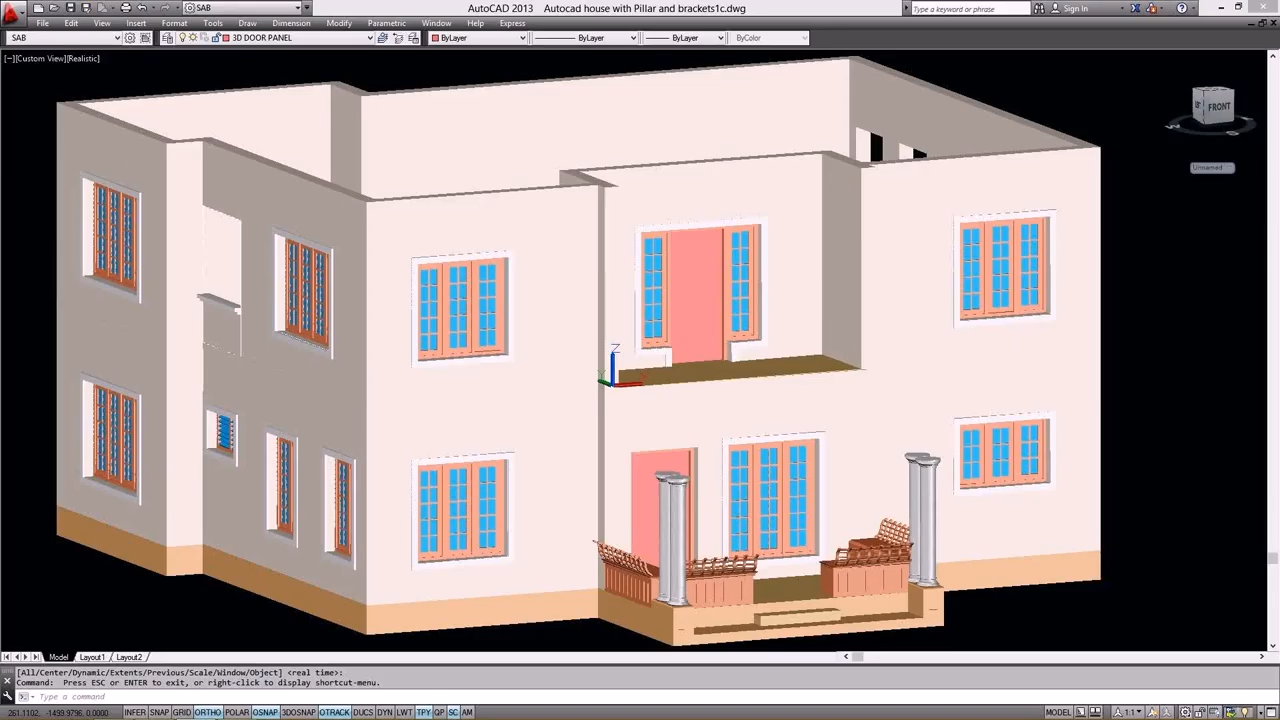 SAB
AutoCAD 2013 Autocad house with Pillar and brackets1c.dwg
Type a keyword or phrase
Sign In
File Edit View Insert Format Tools Draw Dimension Modify Parametric Window Help Express
SAB 3D DOOR PANEL ByLayer ByLayer ByLayer ByColor
[−][Custom View][Realistic]
FRONT
Unnamed
Z
Model Layout1 Layout2
[All/Center/Dynamic/Extents/Previous/Scale/Window/Object] <real time>:
Command: Press ESC or ENTER to exit, or right-click to display shortcut-menu.
Type a command
261.1102, -1499.9796, 0.0000 INFER SNAP GRID ORTHO POLAR OSNAP 3DOSNAP OTRACK DUCS DYN LWT TPY QP SC AM MODEL 1:1